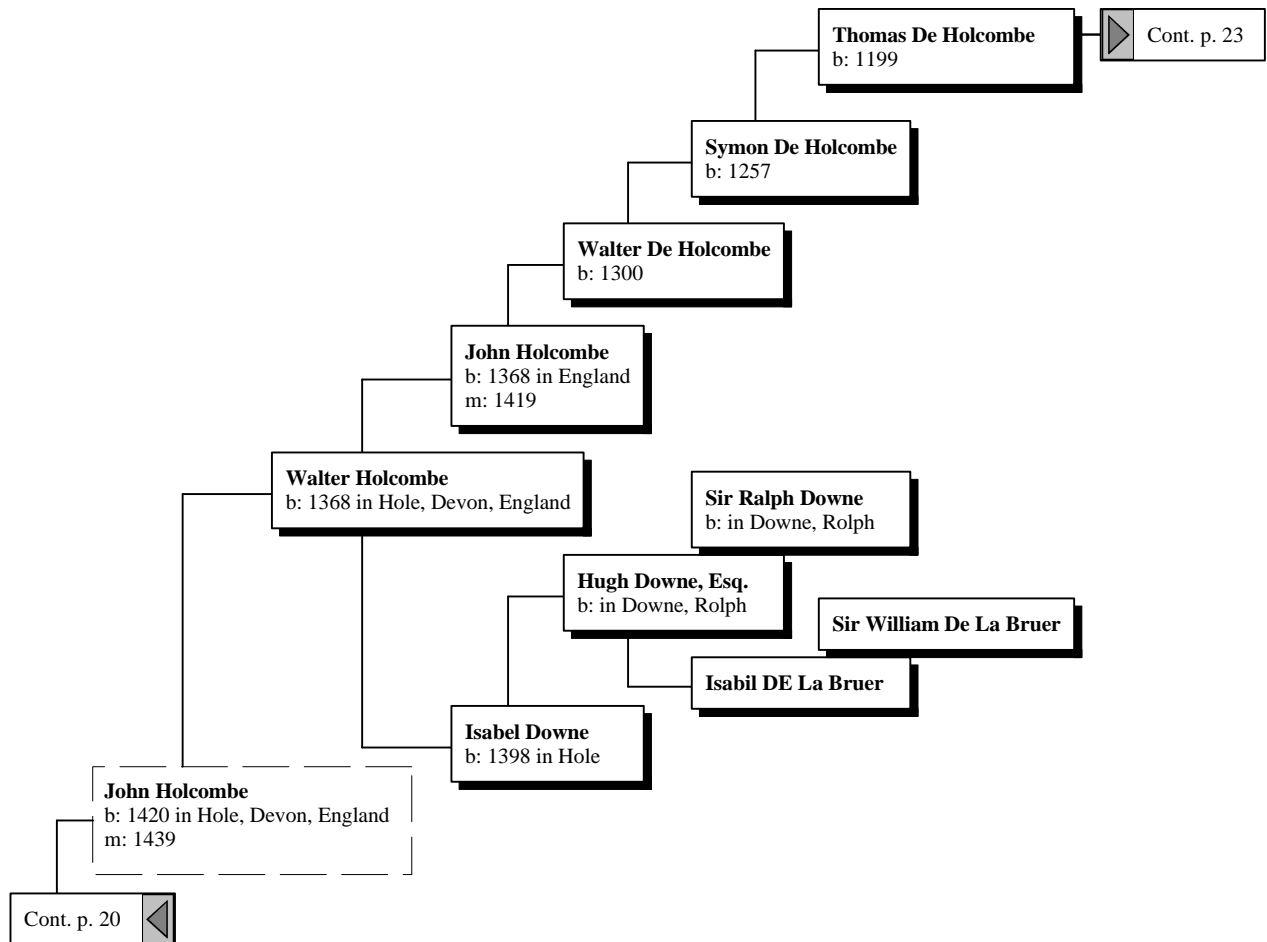 Thomas De Holcombe
b: 1199
Cont. p. 23
Symon De Holcombe
b: 1257
Walter De Holcombe
b: 1300
John Holcombe
b: 1368 in England
m: 1419
Walter Holcombe
b: 1368 in Hole, Devon, England
Sir Ralph Downe
b: in Downe, Rolph
Hugh Downe, Esq.
b: in Downe, Rolph
Sir William De La Bruer
Isabil DE La Bruer
Isabel Downe
b: 1398 in Hole
John Holcombe
b: 1420 in Hole, Devon, England
m: 1439
Cont. p. 20